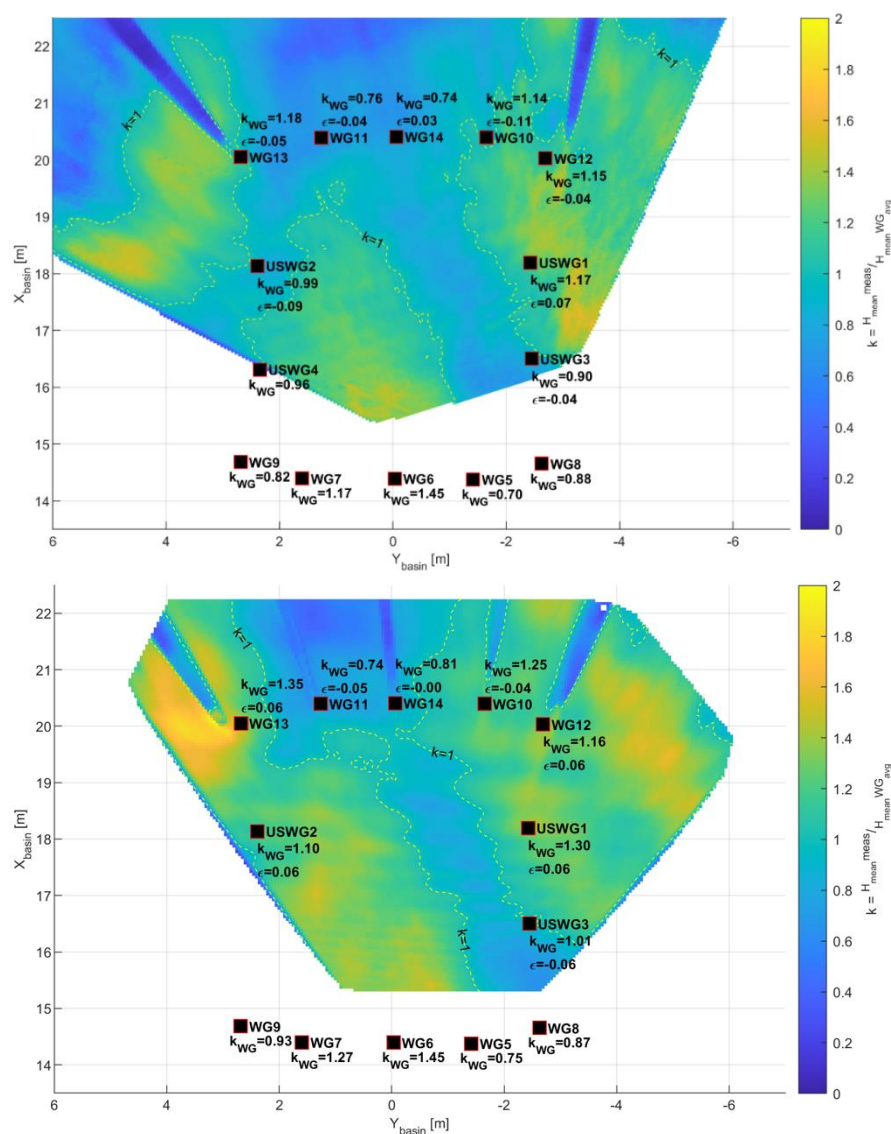 22
21
20
19
18
17
16
15
14
X_basin [m]
k=1
k_WG=1.18
ϵ=-0.05
WG13
k_WG=0.76
ϵ=-0.04
WG11
k_WG=0.74
ϵ=0.03
WG14
k_WG=1.14
ϵ=-0.11
WG10
k=1
WG12
k_WG=1.15
ϵ=-0.04
k=1
USWG2
k_WG=0.99
ϵ=-0.09
USWG1
k_WG=1.17
ϵ=0.07
USWG4
k_WG=0.96
USWG3
k_WG=0.90
ϵ=-0.04
WG9
k_WG=0.82
WG7
k_WG=1.17
WG6
k_WG=1.45
WG5
k_WG=0.70
WG8
k_WG=0.88
6 4 2 0 -2 -4 -6
Y_basin [m]
2
1.8
1.6
1.4
1.2
1
0.8
0.6
0.4
0.2
0
k = H_mean meas/H_mean WG_avg
22
21
20
19
18
17
16
15
14
X_basin [m]
k=1
k_WG=1.35
ϵ=0.06
WG13
k_WG=0.74
ϵ=-0.05
WG11
k_WG=0.81
ϵ=-0.00
WG14
k_WG=1.25
ϵ=-0.04
WG10
WG12
k_WG=1.16
ϵ=0.06
k=1
USWG2
k_WG=1.10
ϵ=0.06
USWG1
k_WG=1.30
ϵ=0.06
k=1
USWG3
k_WG=1.01
ϵ=-0.06
WG9
k_WG=0.93
WG7
k_WG=1.27
WG6
k_WG=1.45
WG5
k_WG=0.75
WG8
k_WG=0.87
6 4 2 0 -2 -4 -6
Y_basin [m]
2
1.8
1.6
1.4
1.2
1
0.8
0.6
0.4
0.2
0
k = H_mean meas/H_mean WG_avg